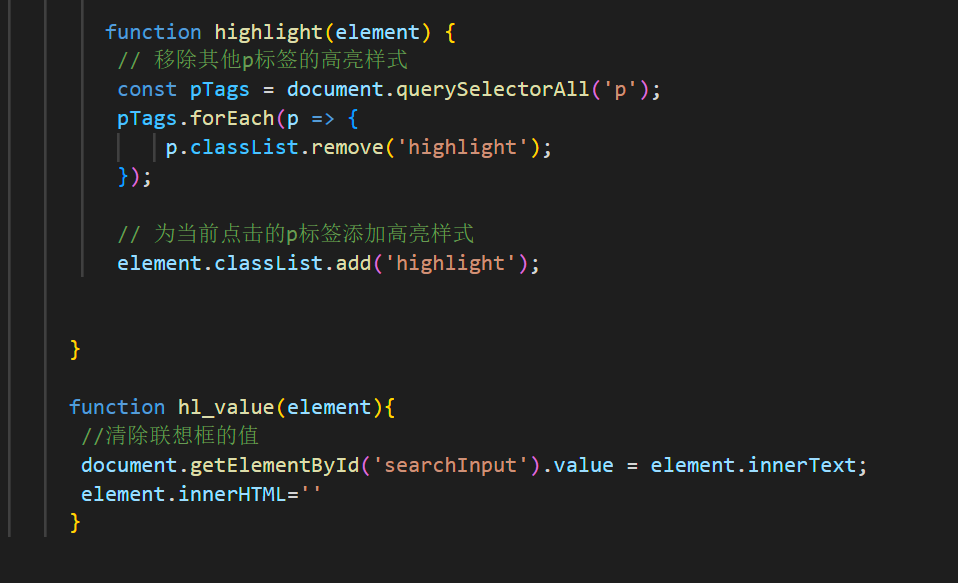 function highlight(element) {
// 移除其他p标签的高亮样式
const pTags = document.querySelectorAll('p');
pTags.forEach(p => {
p.classList.remove('highlight');
});
// 为当前点击的p标签添加高亮样式
element.classList.add('highlight');
}
function hl_value(element){
//清除联想框的值
document.getElementById('searchInput').value = element.innerText;
element.innerHTML=''
}